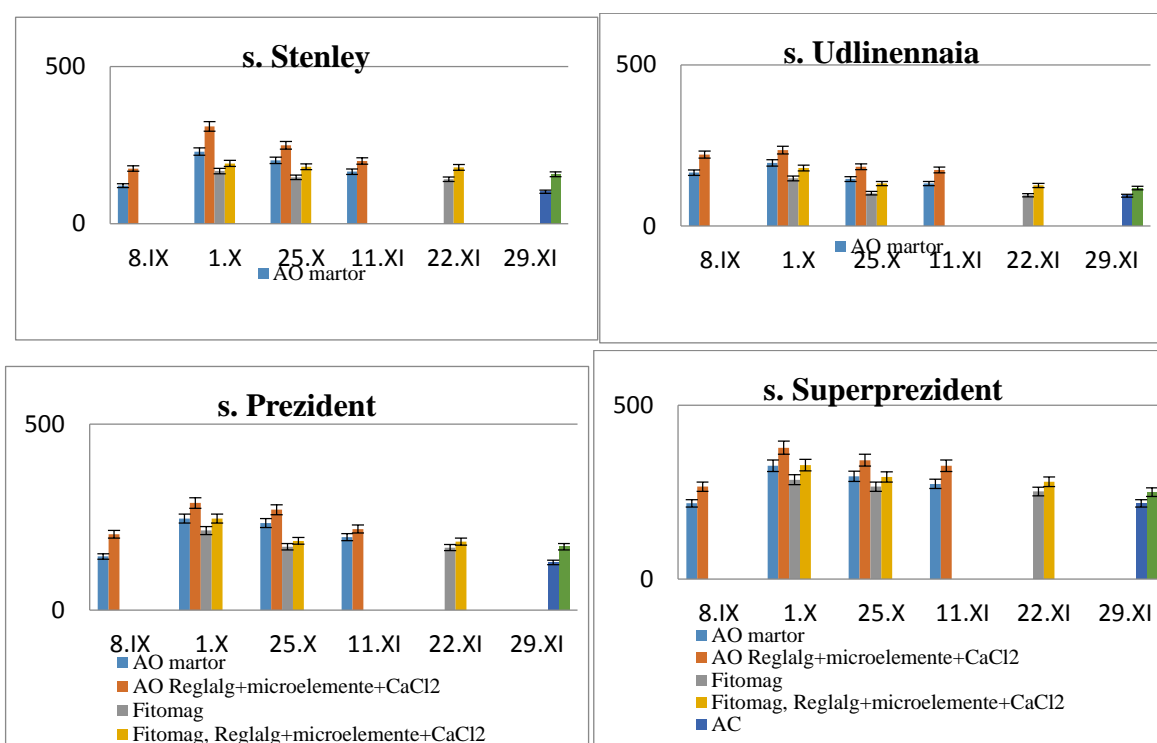 s. Stenley
500
0
8.IX 1.X 25.X 11.XI 22.XI 29.XI
AO martor
s. Udlinennaia
500
0
8.IX 1.X 25.X 11.XI 22.XI 29.XI
AO martor
s. Prezident
500
0
8.IX 1.X 25.X 11.XI 22.XI 29.XI
AO martor
AO Reglalg+microelemente+CaCl2
Fitomag
Fitomag, Reglalg+microelemente+CaCl2
s. Superprezident
500
0
8.IX 1.X 25.X 11.XI 22.XI 29.XI
AO martor
AO Reglalg+microelemente+CaCl2
Fitomag
Fitomag, Reglalg+microelemente+CaCl2
AC